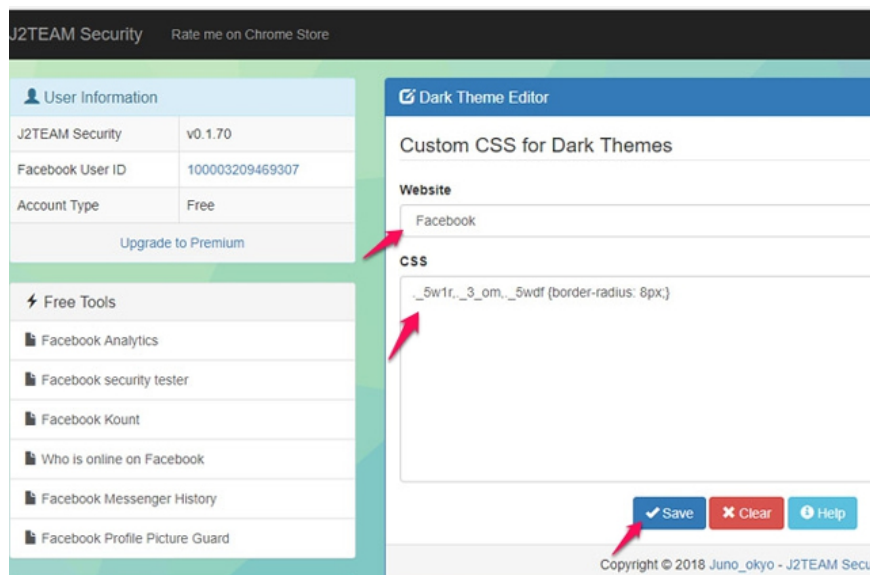 J2TEAM Security Rate me on Chrome Store
User Information
J2TEAM Security v0.1.70
Facebook User ID 100003209469307
Account Type Free
Upgrade to Premium
Free Tools
Facebook Analytics
Facebook security tester
Facebook Kount
Who is online on Facebook
Facebook Messenger History
Facebook Profile Picture Guard
Dark Theme Editor
Custom CSS for Dark Themes
Website
Facebook
CSS
._5w1r,._3_om,._5wdf {border-radius: 8px;}
Save Clear Help
Copyright © 2018 Juno_okyo - J2TEAM Secu